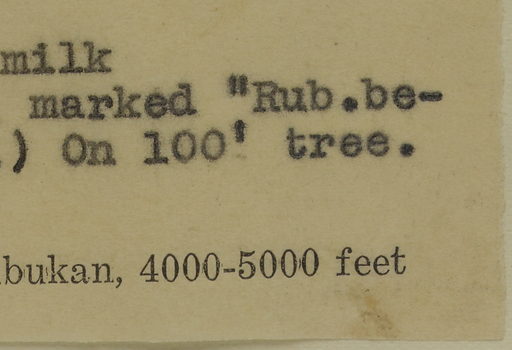 milk
marked "Rub.be-
.) On 100' tree.
bukan, 4000-5000 feet